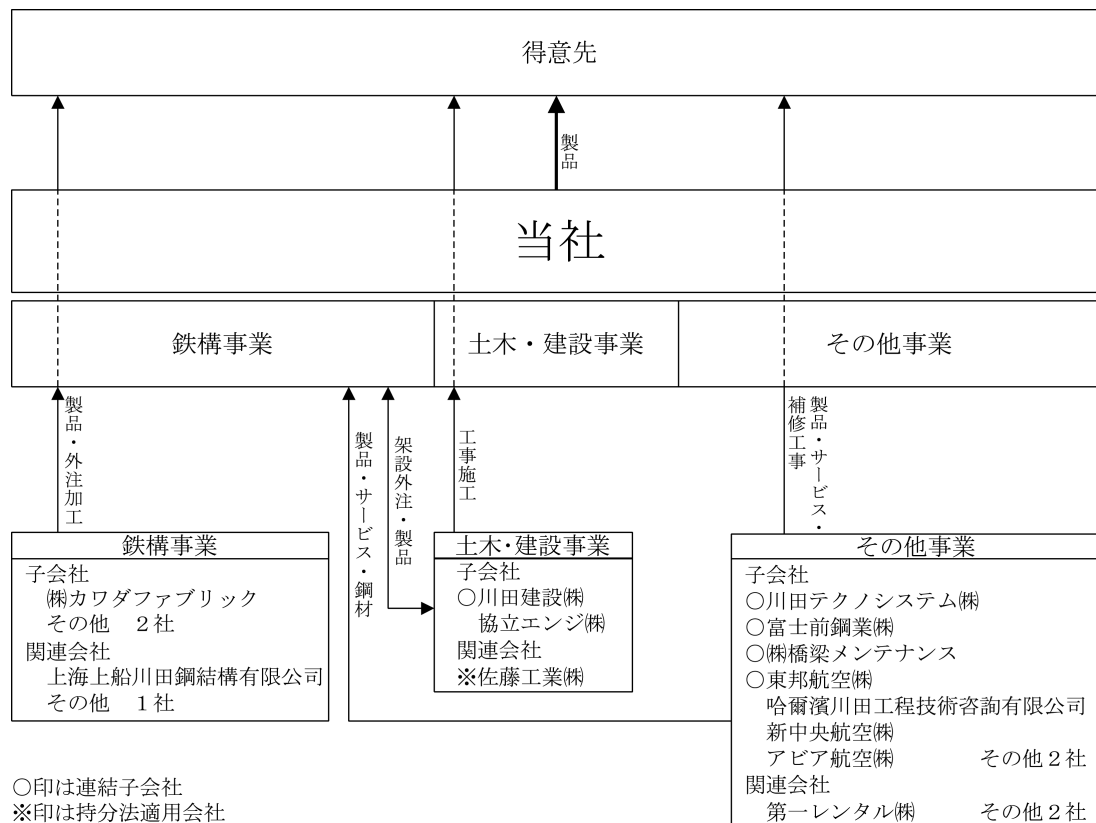 得意先
製品
当社
鉄構事業
土木・建設事業
その他事業
製品・外注加工
製品・サービス・鋼材
架設外注・製品
工事施工
製品・サービス・
補修工事
鉄構事業
子会社
㈱カワダファブリック
その他 2社
関連会社
上海上船川田鋼結構有限公司
その他 1社
土木・建設事業
子会社
○川田建設㈱
協立エンジ㈱
関連会社
※佐藤工業㈱
その他事業
子会社
○川田テクノシステム㈱
○富士前鋼業㈱
○㈱橋梁メンテナンス
○東邦航空㈱
哈爾濱川田工程技術咨詢有限公司
新中央航空㈱
アビア航空㈱ その他2社
関連会社
第一レンタル㈱ その他2社
○印は連結子会社
※印は持分法適用会社